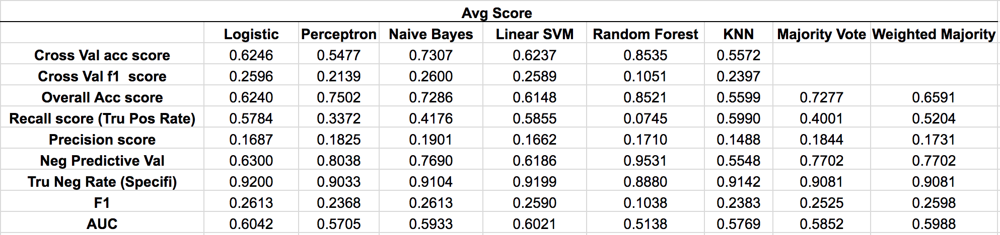 Avg Score
Logistic Perceptron Naive Bayes Linear SVM Random Forest KNN Majority Vote Weighted Majority
Cross Val acc score 0.6246 0.5477 0.7307 0.6237 0.8535 0.5572
Cross Val f1 score 0.2596 0.2139 0.2600 0.2589 0.1051 0.2397
Overall Acc score 0.6240 0.7502 0.7286 0.6148 0.8521 0.5599 0.7277 0.6591
Recall score (Tru Pos Rate) 0.5784 0.3372 0.4176 0.5855 0.0745 0.5990 0.4001 0.5204
Precision score 0.1687 0.1825 0.1901 0.1662 0.1710 0.1488 0.1844 0.1731
Neg Predictive Val 0.6300 0.8038 0.7690 0.6186 0.9531 0.5548 0.7702 0.7702
Tru Neg Rate (Specifi) 0.9200 0.9033 0.9104 0.9199 0.8880 0.9142 0.9081 0.9081
F1 0.2613 0.2368 0.2613 0.2590 0.1038 0.2383 0.2525 0.2598
AUC 0.6042 0.5705 0.5933 0.6021 0.5138 0.5769 0.5852 0.5988